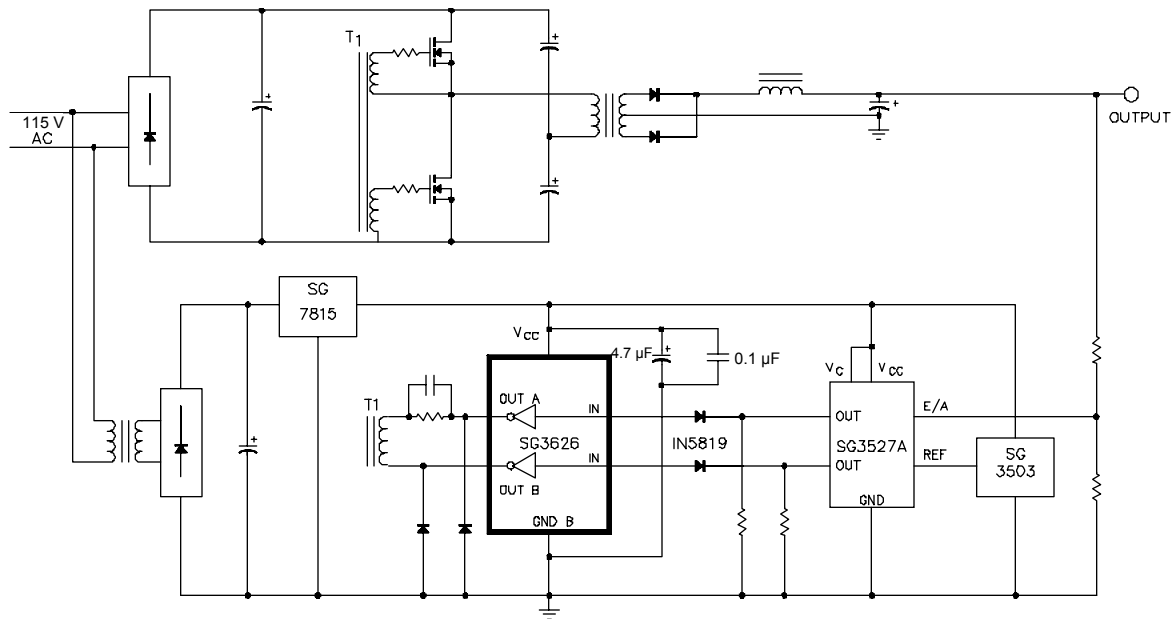 T1
115 V
AC
OUTPUT
SG
7815
VCC
4.7 µF
0.1 µF
VC
VCC
T1
OUT A
IN
OUT
E/A
SG3626
IN5819
SG3527A
IN
OUT
REF
SG
3503
OUT B
GND B
GND